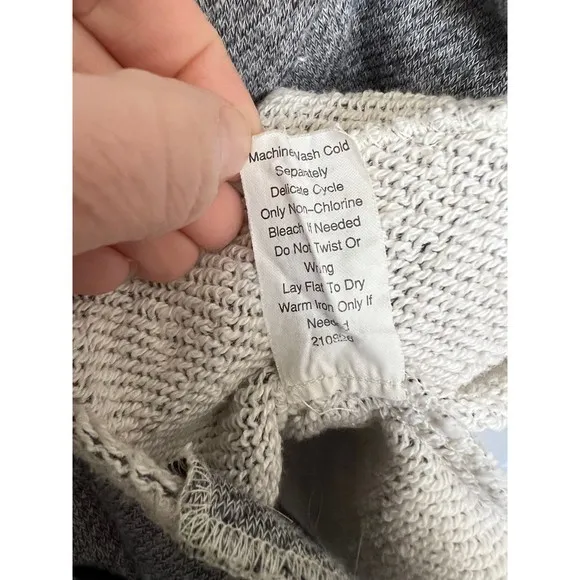 Machine Wash Cold
Separately
Delicate Cycle
Only Non-Chlorine
Bleach If Needed
Do Not Twist Or
Wring
Lay Flat To Dry
Warm Iron Only If
Needed